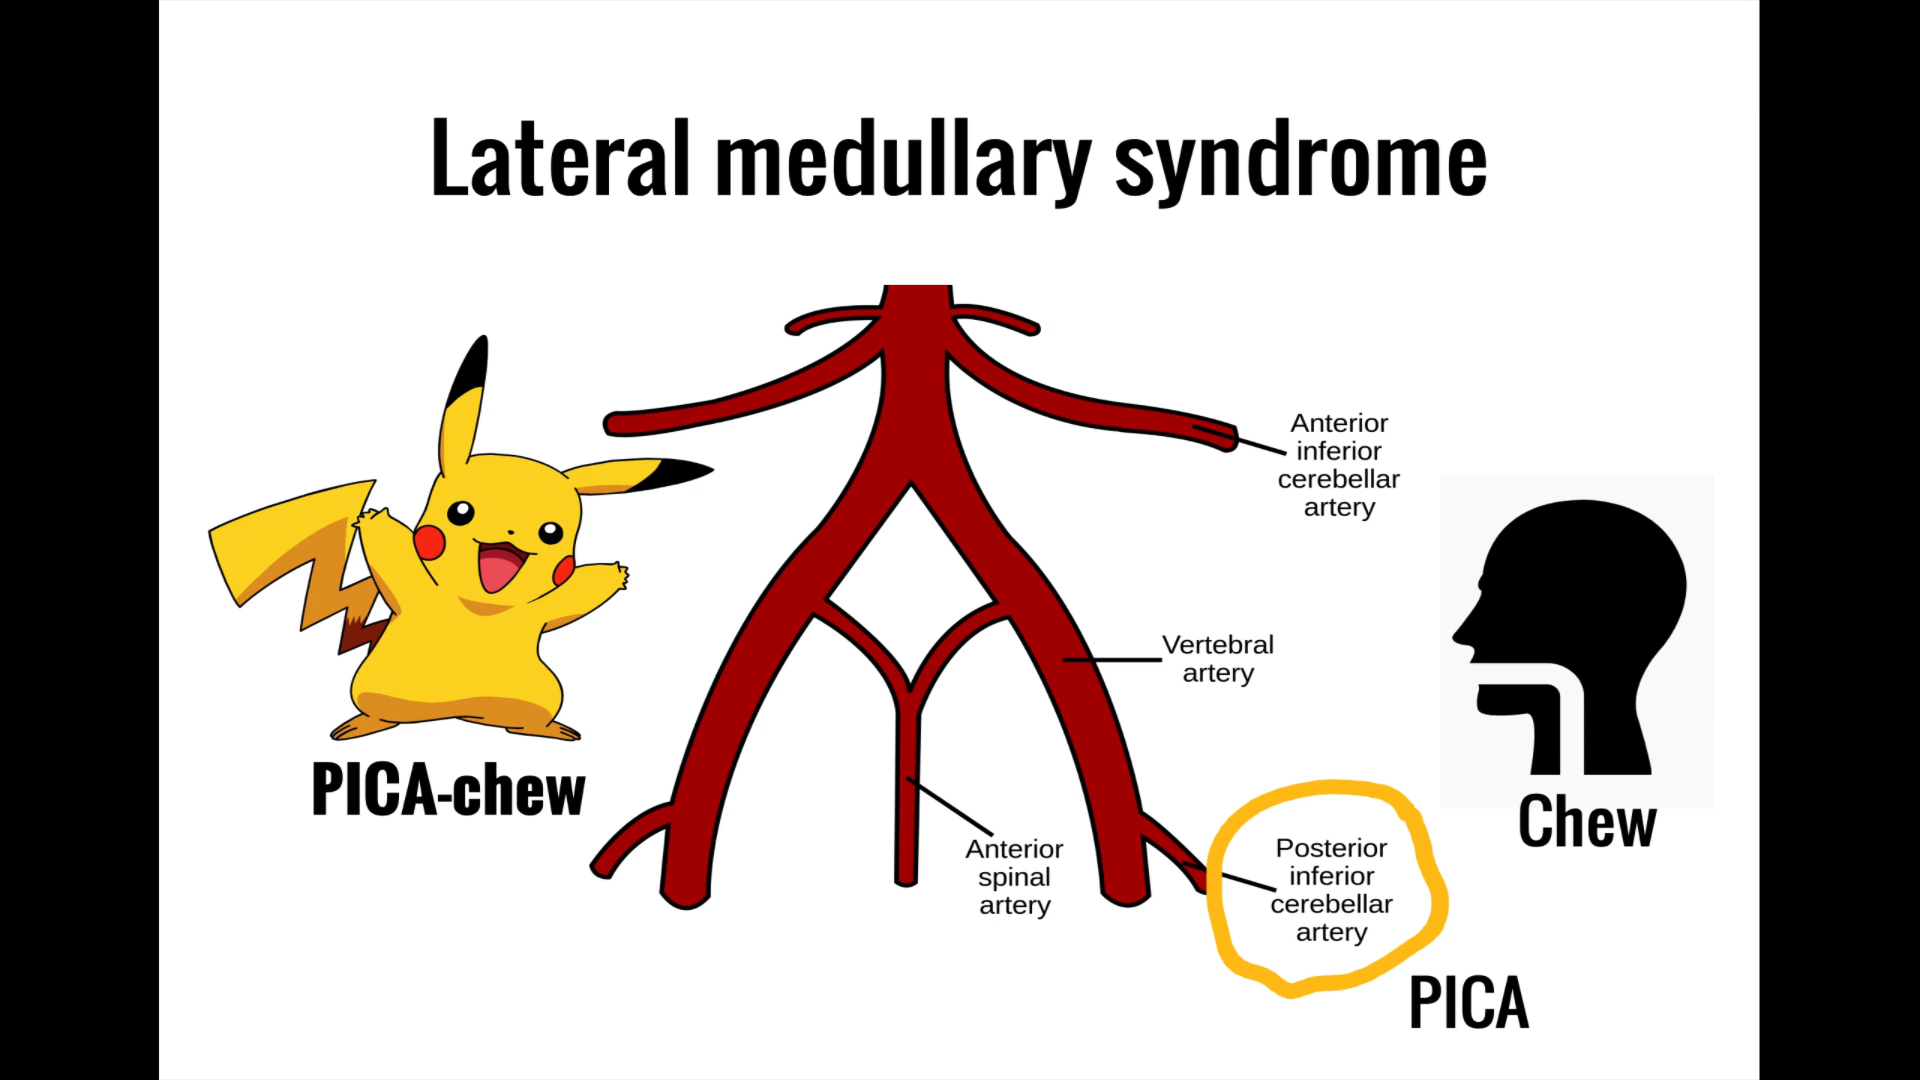 Lateral medullary syndrome
Anterior
inferior
cerebellar
artery
Vertebral
artery
PICA-chew
Chew
Anterior
spinal
artery
Posterior
inferior
cerebellar
artery
PICA